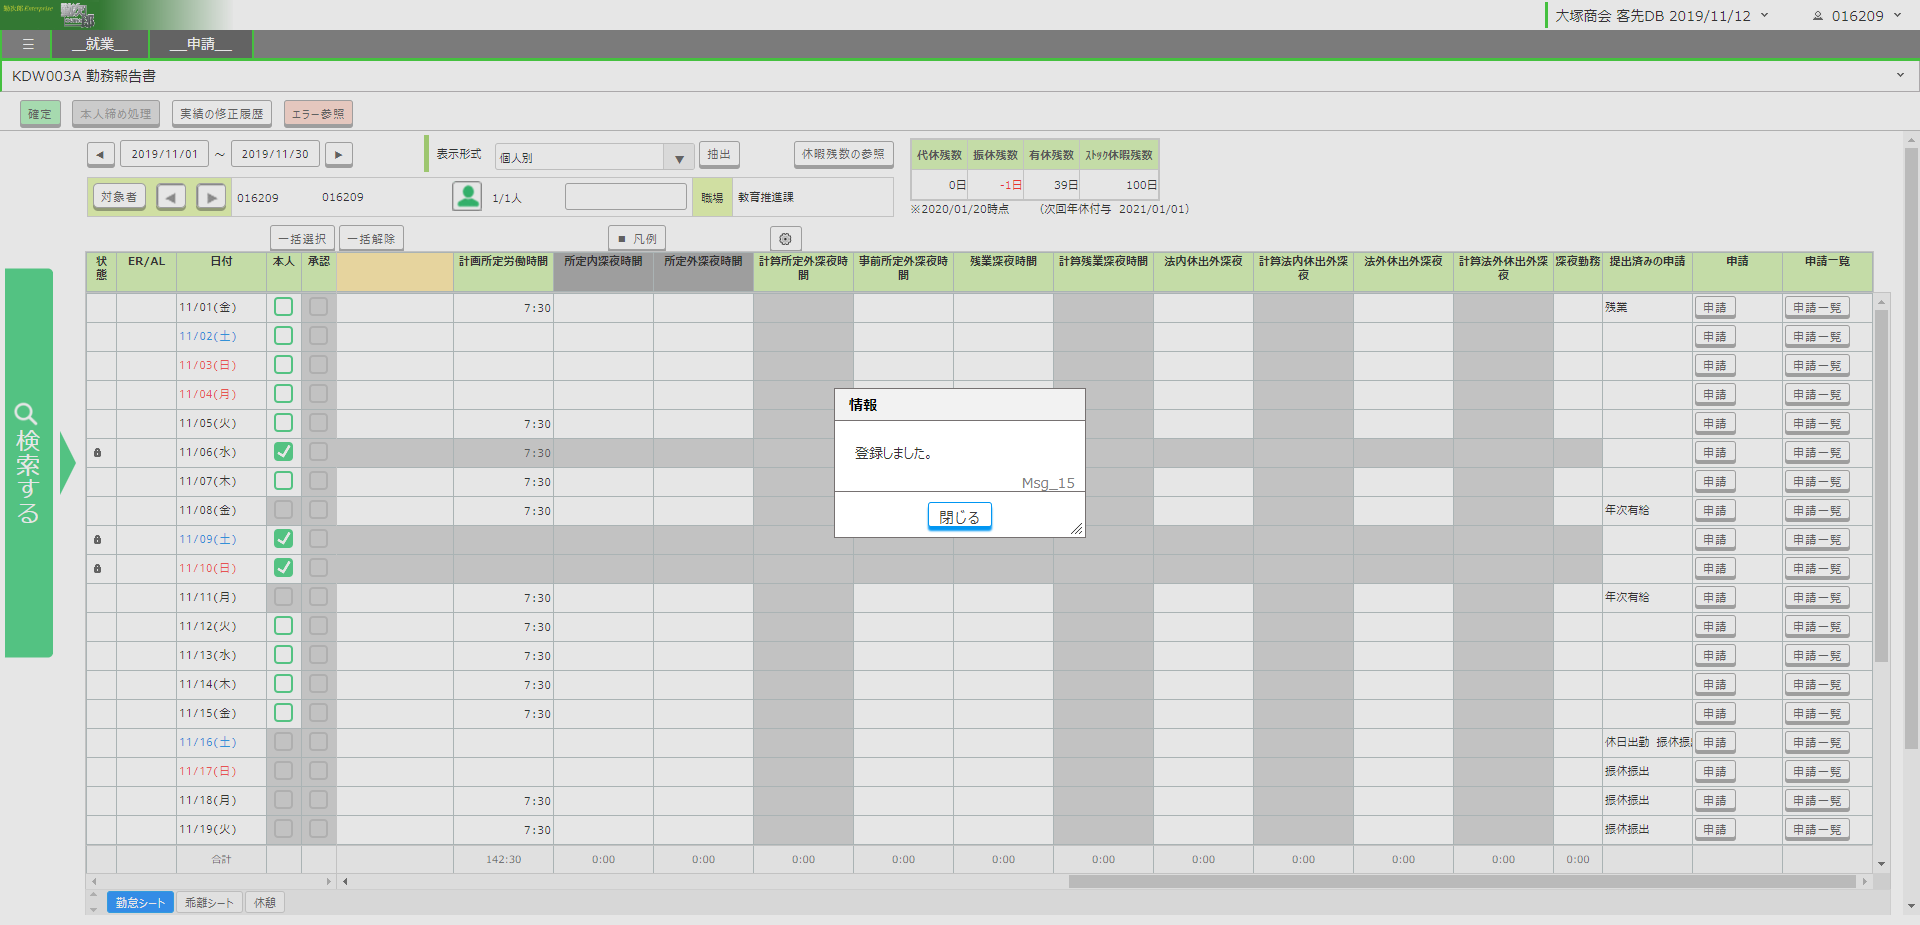 勤次郎 Enterprise
大塚商会 客先DB 2019/11/12
016209
__就業__ __申請__
KDW003A 勤務報告書
確定 本人締め処理 実績の修正履歴 エラー参照
◀ 2019/11/01 ～ 2019/11/30 ▶ 表示形式 個人別 ▼ 抽出 休暇残数の参照
代休残数 振休残数 有休残数 ｽﾄｯｸ休暇残数
0日 -1日 39日 100日
※2020/01/20時点 （次回年休付与 2021/01/01）
対象者 ◀ ▶ 016209 016209 1/1人 職場 教育推進課
一括選択 一括解除 ■ 凡例
状態 ER/AL 日付 本人 承認 計画所定労働時間 所定内深夜時間 所定外深夜時間 計算所定外深夜時間 事前所定外深夜時間 残業深夜時間 計算残業深夜時間 法内休出外深夜 計算法内休出外深夜 法外休出外深夜 計算法外休出外深夜 深夜勤務 提出済みの申請 申請 申請一覧
11/01(金) 7:30 残業 申請 申請一覧
11/02(土) 申請 申請一覧
11/03(日) 申請 申請一覧
11/04(月) 申請 申請一覧
11/05(火) 7:30 申請 申請一覧
11/06(水) 7:30 申請 申請一覧
11/07(木) 7:30 申請 申請一覧
11/08(金) 7:30 年次有給 申請 申請一覧
11/09(土) 申請 申請一覧
11/10(日) 申請 申請一覧
11/11(月) 7:30 年次有給 申請 申請一覧
11/12(火) 7:30 申請 申請一覧
11/13(水) 7:30 申請 申請一覧
11/14(木) 7:30 申請 申請一覧
11/15(金) 7:30 申請 申請一覧
11/16(土) 休日出勤 振休振 申請 申請一覧
11/17(日) 振休振出 申請 申請一覧
11/18(月) 7:30 振休振出 申請 申請一覧
11/19(火) 7:30 振休振出 申請 申請一覧
合計 142:30 0:00 0:00 0:00 0:00 0:00 0:00 0:00 0:00 0:00 0:00 0:00
勤怠シート 乖離シート 休憩
検索する
情報
登録しました。
Msg_15
閉じる